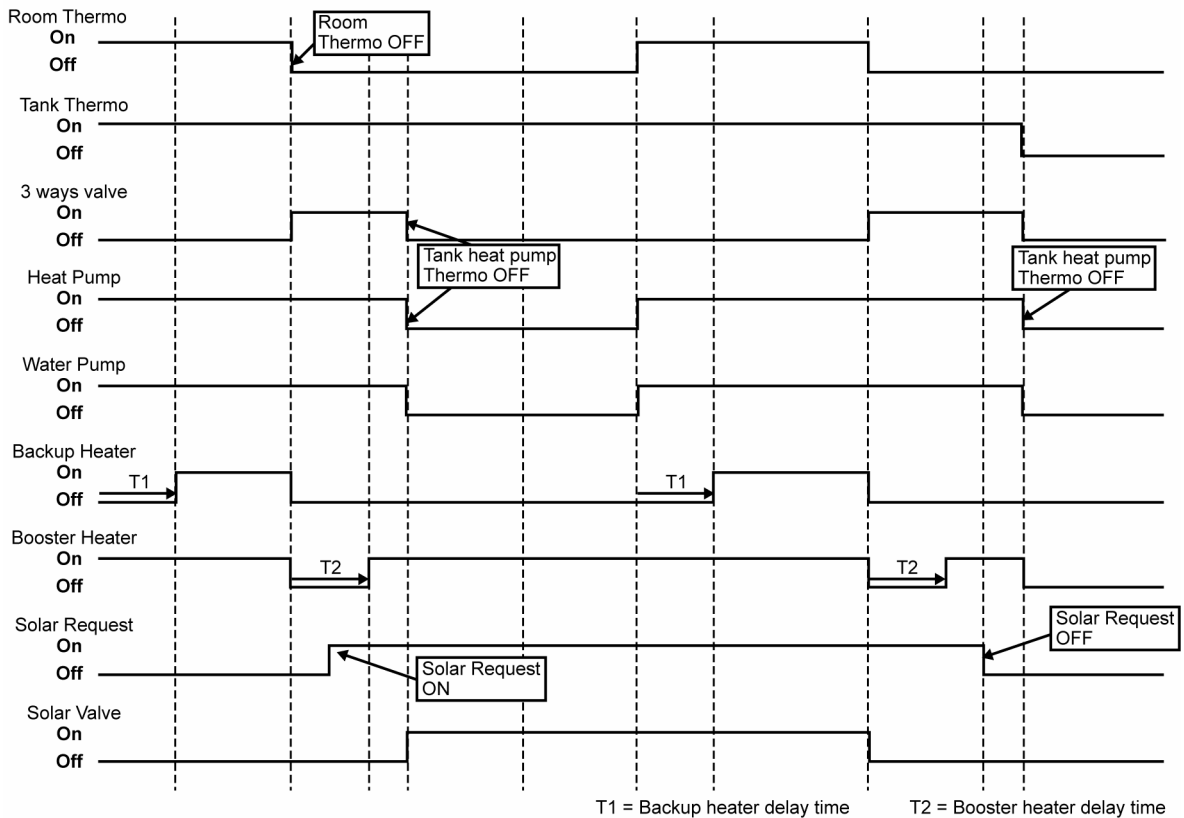 Room Thermo
On
Off
Room
Thermo OFF
Tank Thermo
On
Off
3 ways valve
On
Off
Tank heat pump
Thermo OFF
Tank heat pump
Thermo OFF
Heat Pump
On
Off
Water Pump
On
Off
Backup Heater
On
T1
T1
Off
Booster Heater
On
T2
T2
Off
Solar Request
On
Off
Solar Request
ON
Solar Request
OFF
Solar Valve
On
Off
T1 = Backup heater delay time
T2 = Booster heater delay time